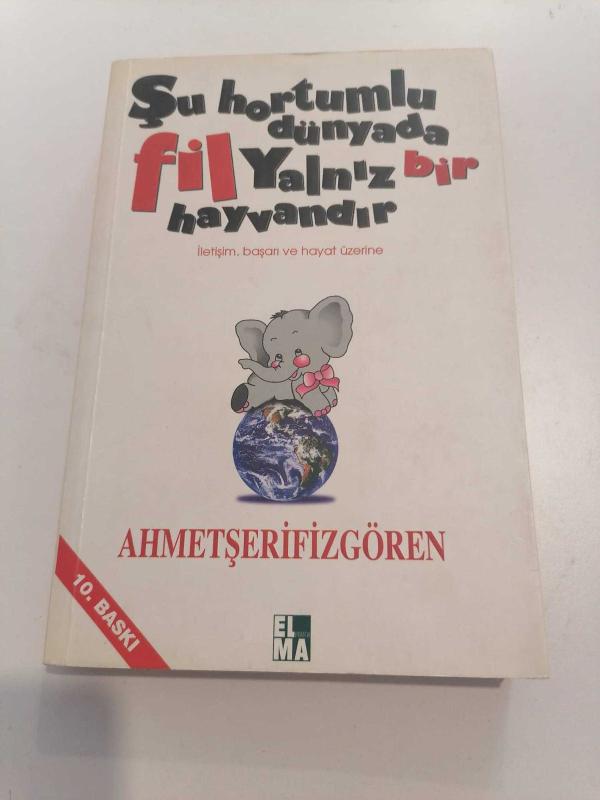 Şu hortumlu
dünyada
fil Yalnız bir
hayvandır
İletişim, başarı ve hayat üzerine
AHMETŞERİFİZGÖREN
10. BASKI
EL
MA